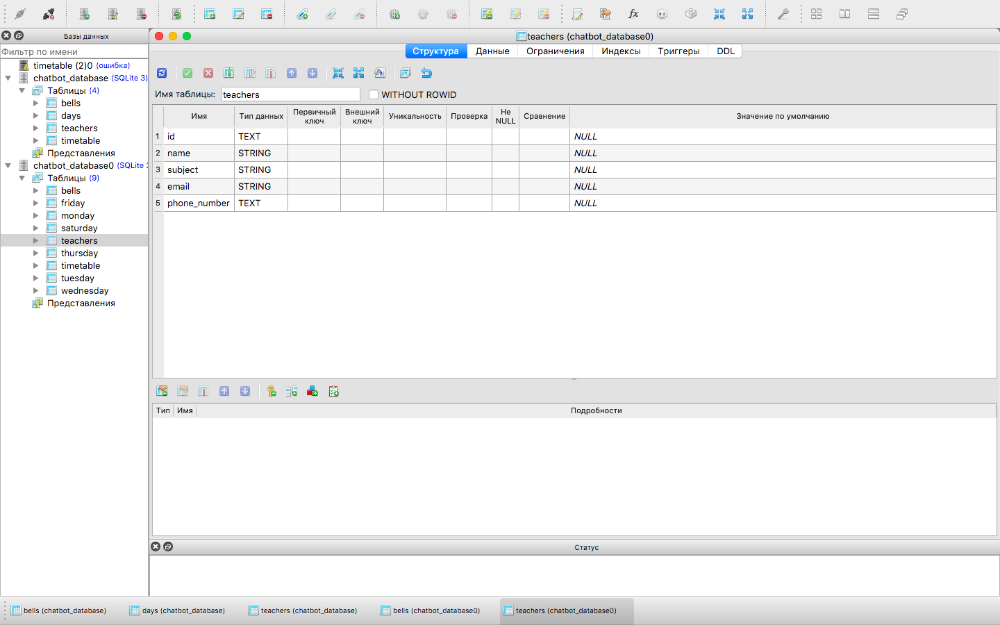 Базы данных
teachers (chatbot_database0)
Фильтр по имени
Структура Данные Ограничения Индексы Триггеры DDL
timetable (2)0 (ошибка)
chatbot_database (SQLite 3)
Таблицы (4)
bells
days
teachers
timetable
Представления
chatbot_database0 (SQLite 3
Таблицы (9)
bells
friday
monday
saturday
teachers
thursday
timetable
tuesday
wednesday
Представления
Имя таблицы: teachers WITHOUT ROWID
Имя Тип данных Первичный ключ Внешний ключ Уникальность Проверка Не NULL Сравнение Значение по умолчанию
1 id TEXT NULL
2 name STRING NULL
3 subject STRING NULL
4 email STRING NULL
5 phone_number TEXT NULL
Тип Имя Подробности
Статус
bells (chatbot_database) days (chatbot_database) teachers (chatbot_database) bells (chatbot_database0) teachers (chatbot_database0)